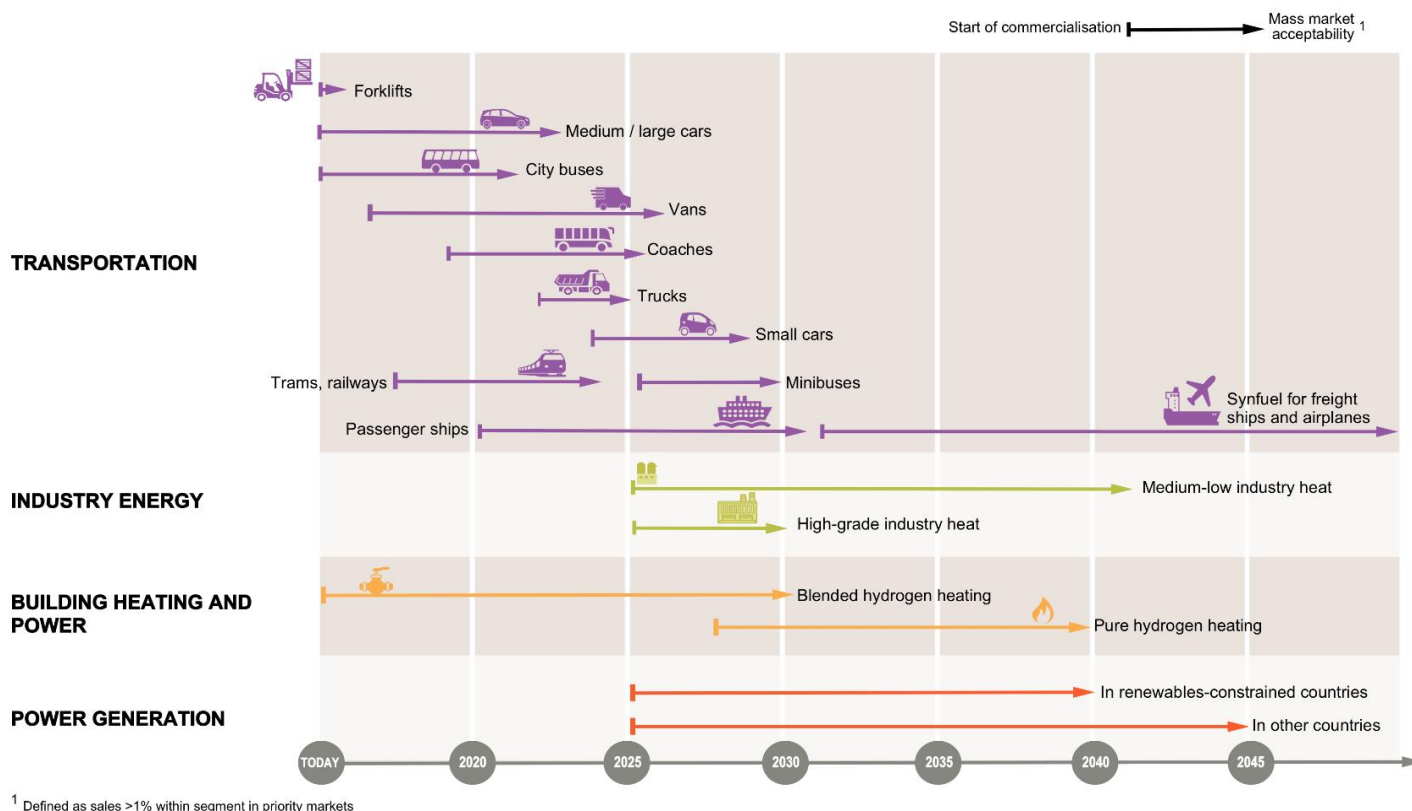 Start of commercialisation
Mass market
acceptability 1
Forklifts
Medium / large cars
City buses
Vans
Coaches
TRANSPORTATION
Trucks
Small cars
Trams, railways
Minibuses
Synfuel for freight
ships and airplanes
Passenger ships
INDUSTRY ENERGY
Medium-low industry heat
High-grade industry heat
BUILDING HEATING AND
POWER
Blended hydrogen heating
Pure hydrogen heating
POWER GENERATION
In renewables-constrained countries
In other countries
TODAY 2020 2025 2030 2035 2040 2045
1 Defined as sales >1% within segment in priority markets